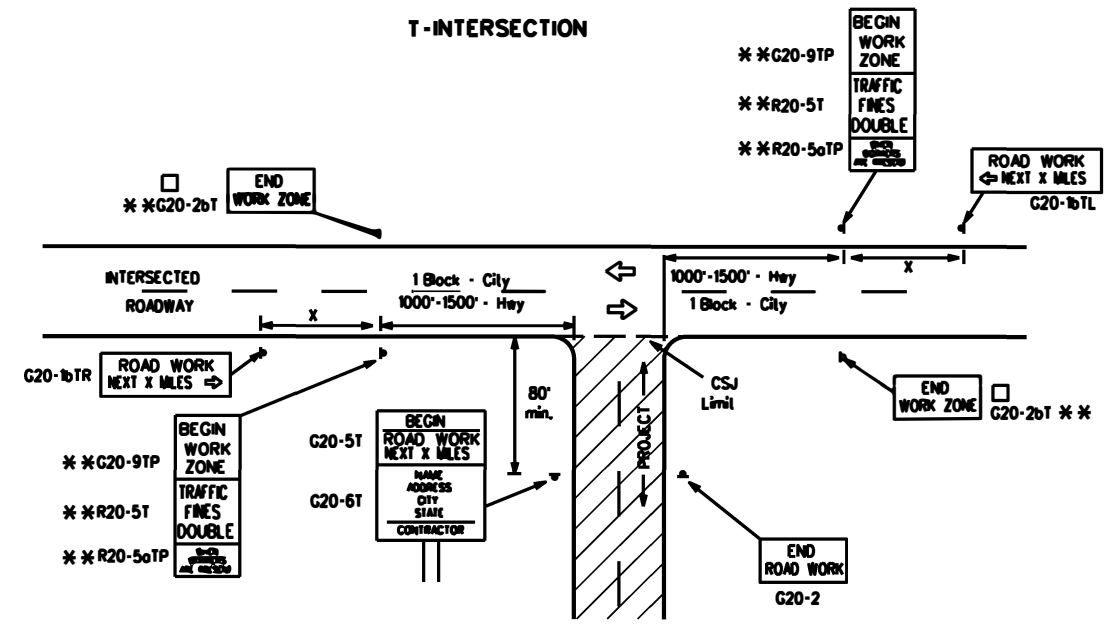 T-INTERSECTION
BEGIN
WORK
ZONE
TRAFFIC
FINES
DOUBLE
* *G20-9TP
* *R20-5T
* *R20-5aTP
ROAD WORK
⇦ NEXT X MILES
G20-1bTL
END
WORK ZONE
□
* *G20-2bT
INTERSECTED
ROADWAY
1 Block - City
1000'-1500' - Hwy
1000'-1500' - Hwy
1 Block - City
X
X
ROAD WORK
NEXT X MILES ⇨
G20-1bTR
80'
min.
CSJ
Limit
PROJECT
END
WORK ZONE
□
G20-2bT * *
BEGIN
WORK
ZONE
TRAFFIC
FINES
DOUBLE
* *G20-9TP
* *R20-5T
* *R20-5aTP
G20-5T
G20-6T
BEGIN
ROAD WORK
NEXT X MILES
NAME
ADDRESS
CITY
STATE
CONTRACTOR
END
ROAD WORK
G20-2